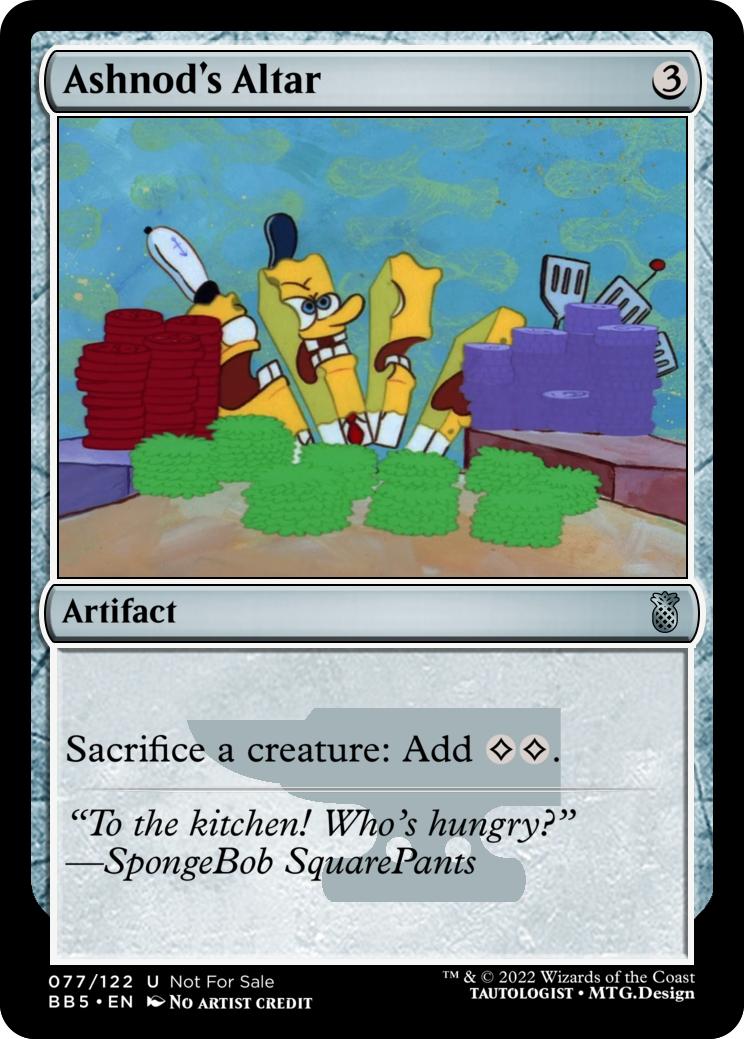 Ashnod's Altar 3
Artifact
Sacrifice a creature: Add .
“To the kitchen! Who's hungry?”
—SpongeBob SquarePants
077/122 U Not For Sale
BB5 • EN No artist credit
™ & © 2022 Wizards of the Coast
TAUTOLOGIST • MTG.Design